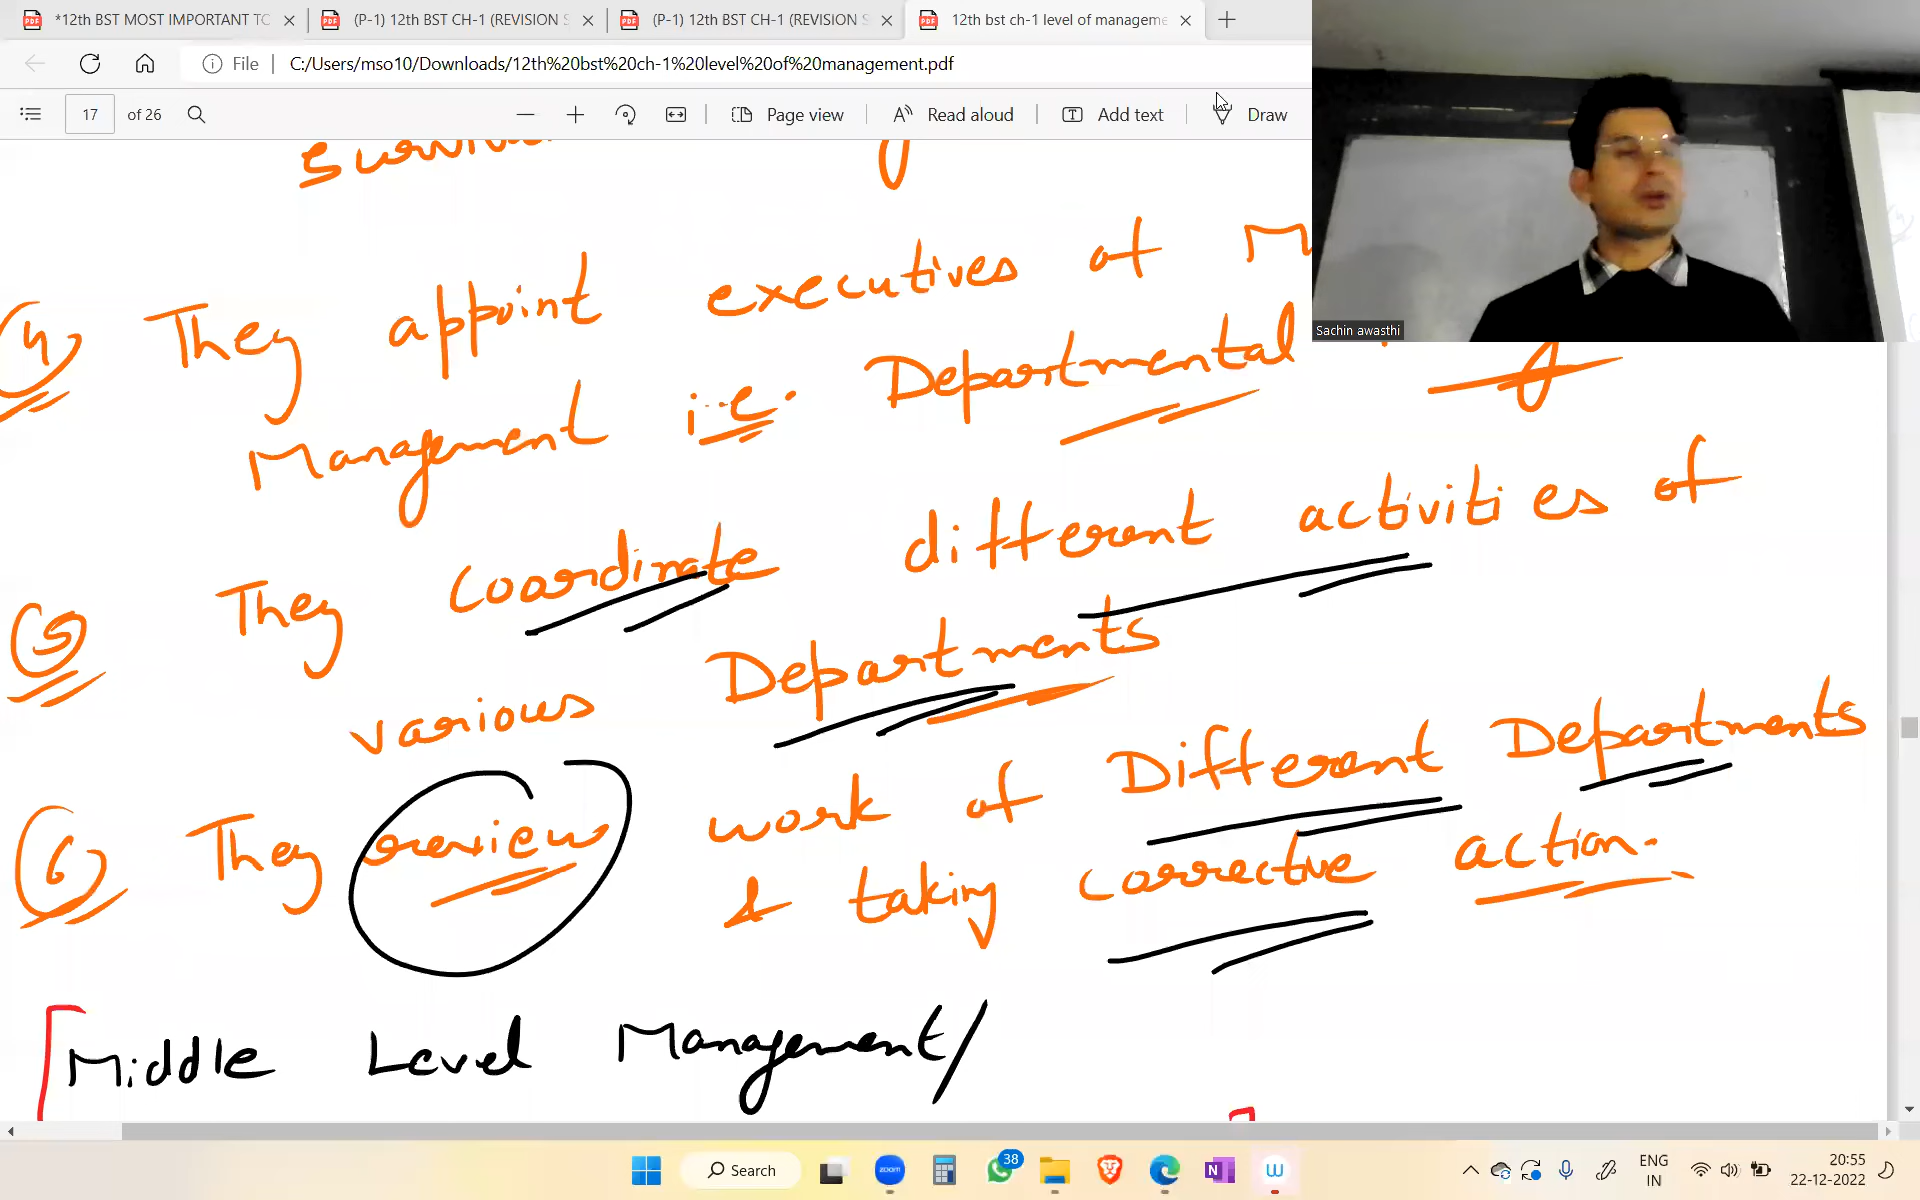 *12th BST MOST IMPORTANT TO
(P-1) 12th BST CH-1 (REVISION S
(P-1) 12th BST CH-1 (REVISION S
12th bst ch-1 level of manageme
File
C:/Users/mso10/Downloads/12th%20bst%20ch-1%20level%20of%20management.pdf
17 of 26
Page view
Read aloud
Add text
Draw
Sachin awasthi
(4) They appoint executives of M
Management i.e. Departmental
(5) They coordinate different activities of
various Departments
(6) They review work of Different Departments
& taking corrective action.
Middle Level Management/
Search
zoom
38
N
W
ENG
IN
20:55
22-12-2022